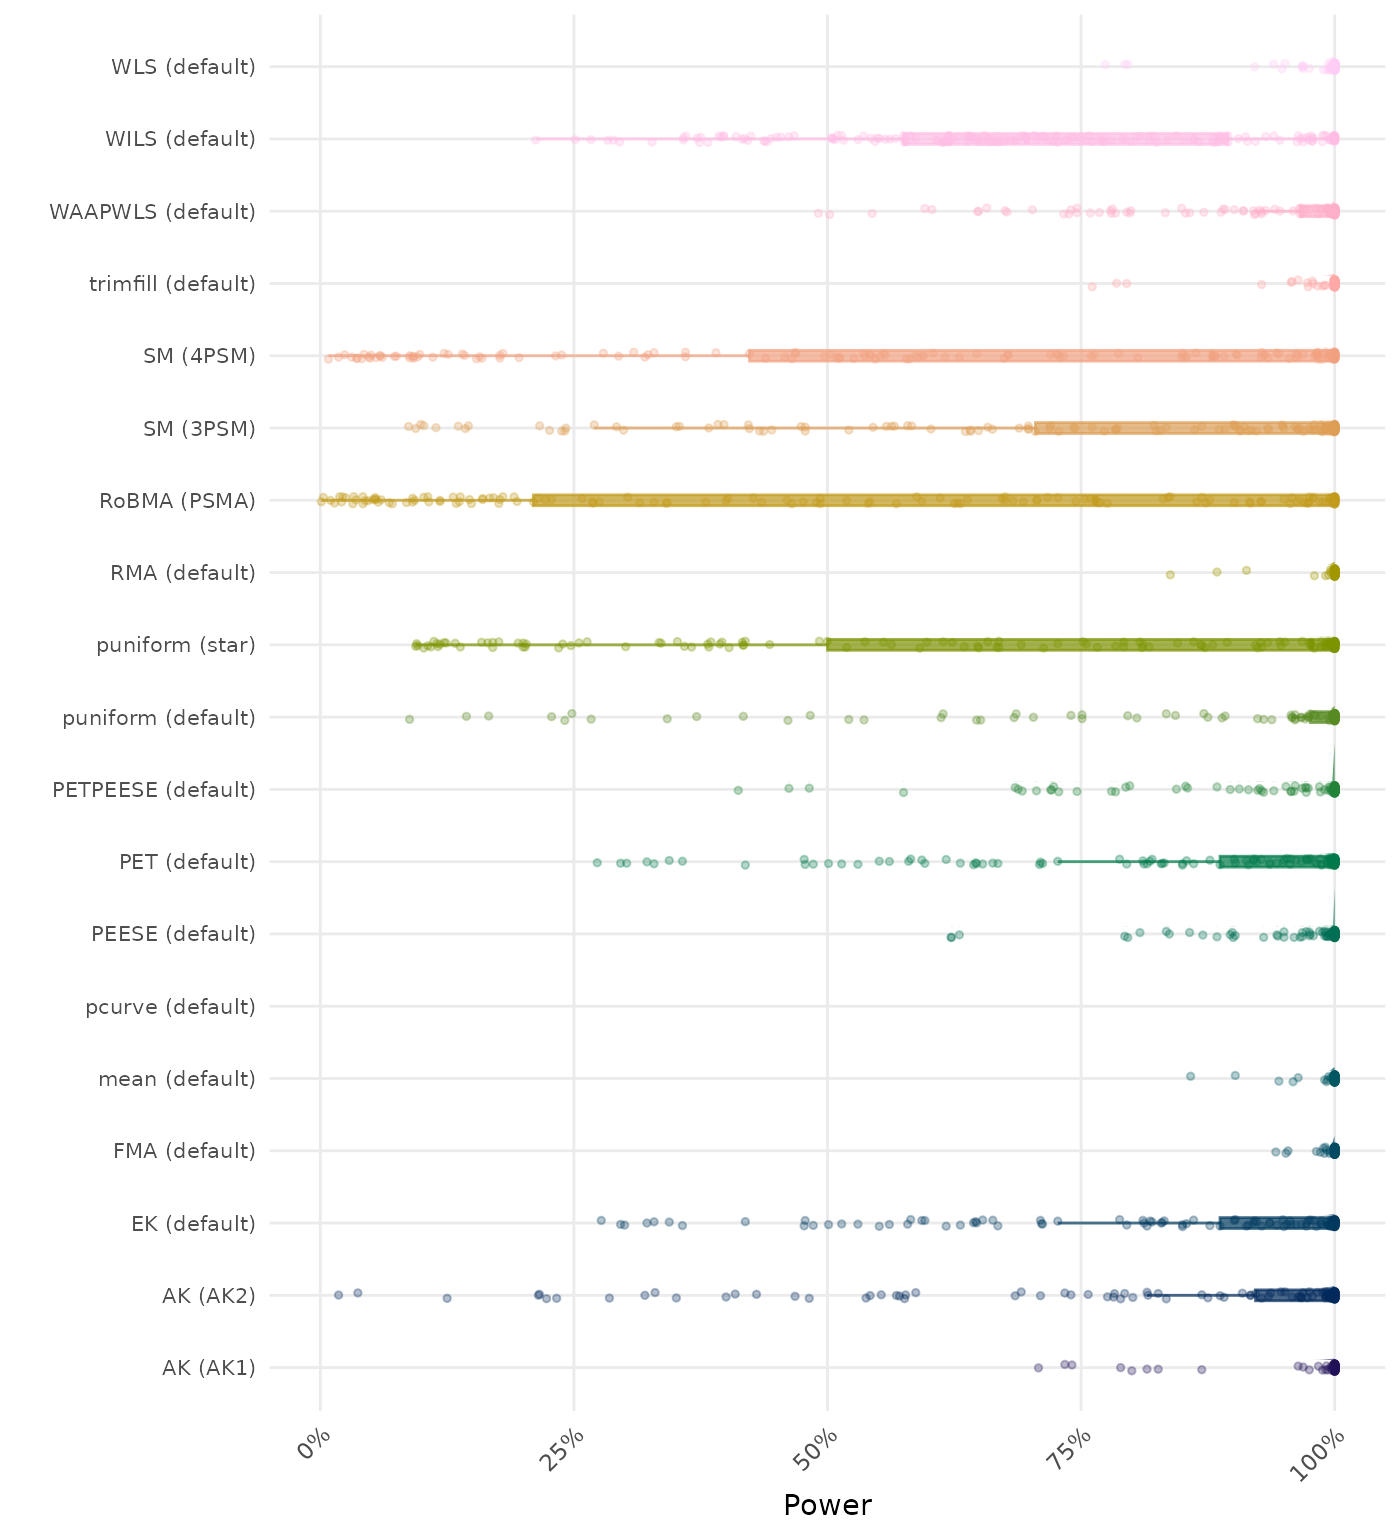 WLS (default)
WILS (default)
WAAPWLS (default)
trimfill (default)
SM (4PSM)
SM (3PSM)
RoBMA (PSMA)
RMA (default)
puniform (star)
puniform (default)
PETPEESE (default)
PET (default)
PEESE (default)
pcurve (default)
mean (default)
FMA (default)
EK (default)
AK (AK2)
AK (AK1)
0%
25%
50%
75%
100%
Power